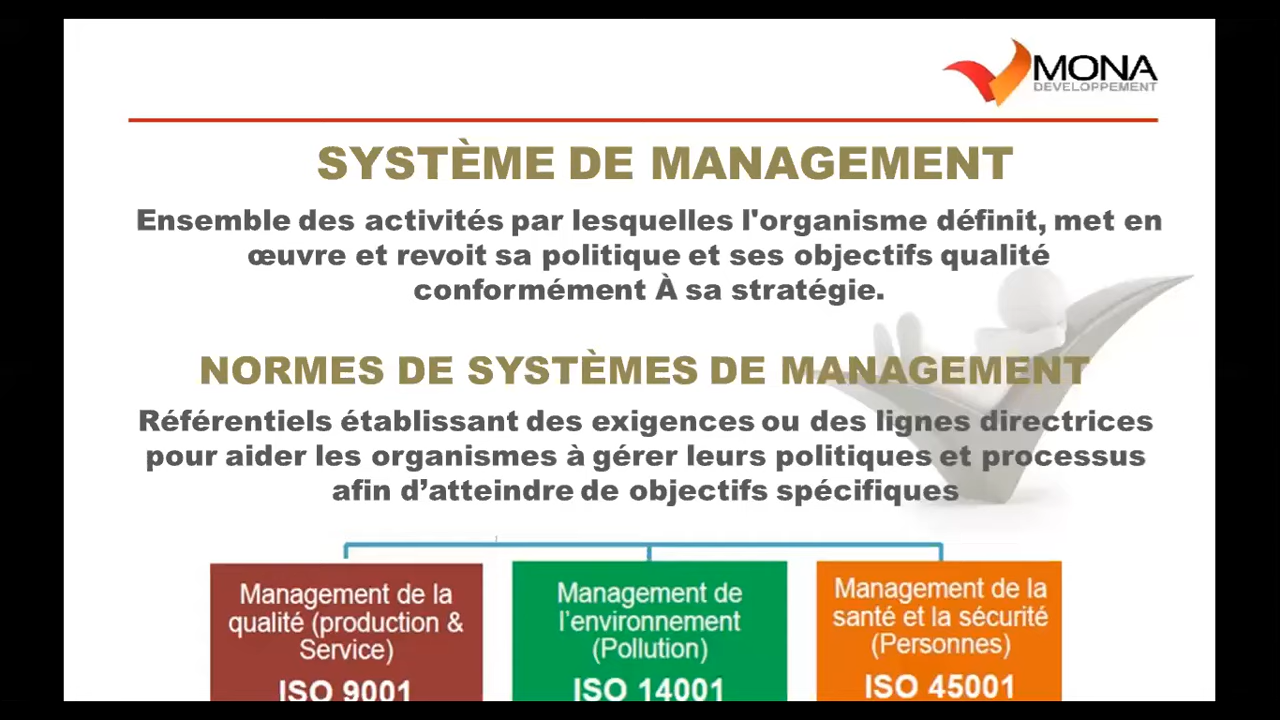 MONA
DEVELOPPEMENT
SYSTÈME DE MANAGEMENT
Ensemble des activités par lesquelles l'organisme définit, met en
œuvre et revoit sa politique et ses objectifs qualité
conformément À sa stratégie.
NORMES DE SYSTÈMES DE MANAGEMENT
Référentiels établissant des exigences ou des lignes directrices
pour aider les organismes à gérer leurs politiques et processus
afin d’atteindre de objectifs spécifiques
Management de la
qualité (production &
Service)
ISO 9001
Management de
l’environnement
(Pollution)
ISO 14001
Management de la
santé et la sécurité
(Personnes)
ISO 45001